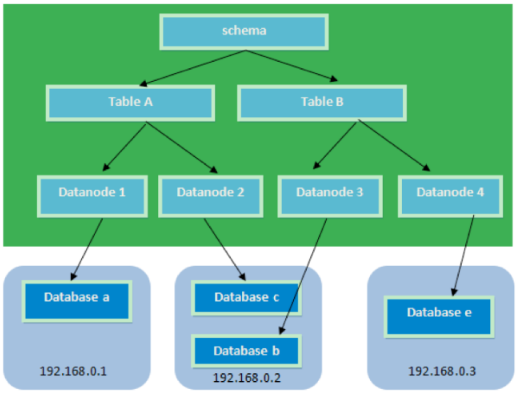 schema
Table A
Table B
Datanode 1
Datanode 2
Datanode 3
Datanode 4
Database a
Database c
Database e
Database b
192.168.0.1
192.168.0.2
192.168.0.3